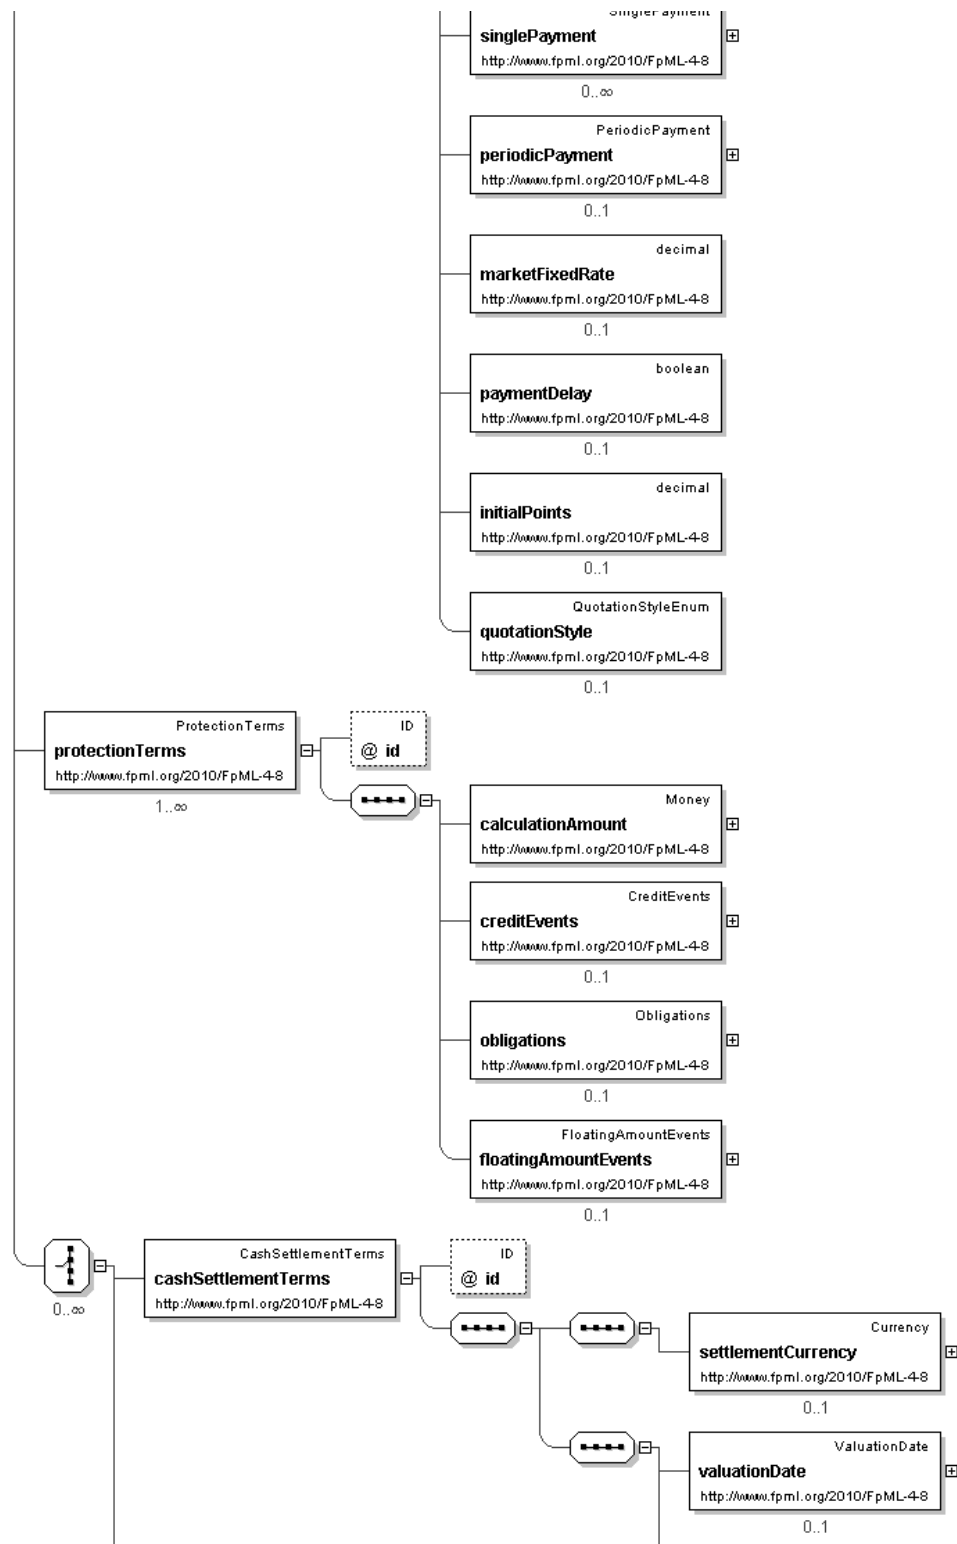 SinglePayment
singlePayment
http://www.fpml.org/2010/FpML-4-8
0..∞
PeriodicPayment
periodicPayment
http://www.fpml.org/2010/FpML-4-8
0..1
decimal
marketFixedRate
http://www.fpml.org/2010/FpML-4-8
0..1
boolean
paymentDelay
http://www.fpml.org/2010/FpML-4-8
0..1
decimal
initialPoints
http://www.fpml.org/2010/FpML-4-8
0..1
QuotationStyleEnum
quotationStyle
http://www.fpml.org/2010/FpML-4-8
0..1
ProtectionTerms
protectionTerms
http://www.fpml.org/2010/FpML-4-8
1..∞
ID
@ id
Money
calculationAmount
http://www.fpml.org/2010/FpML-4-8
CreditEvents
creditEvents
http://www.fpml.org/2010/FpML-4-8
0..1
Obligations
obligations
http://www.fpml.org/2010/FpML-4-8
0..1
FloatingAmountEvents
floatingAmountEvents
http://www.fpml.org/2010/FpML-4-8
0..1
0..∞
CashSettlementTerms
cashSettlementTerms
http://www.fpml.org/2010/FpML-4-8
ID
@ id
Currency
settlementCurrency
http://www.fpml.org/2010/FpML-4-8
0..1
ValuationDate
valuationDate
http://www.fpml.org/2010/FpML-4-8
0..1